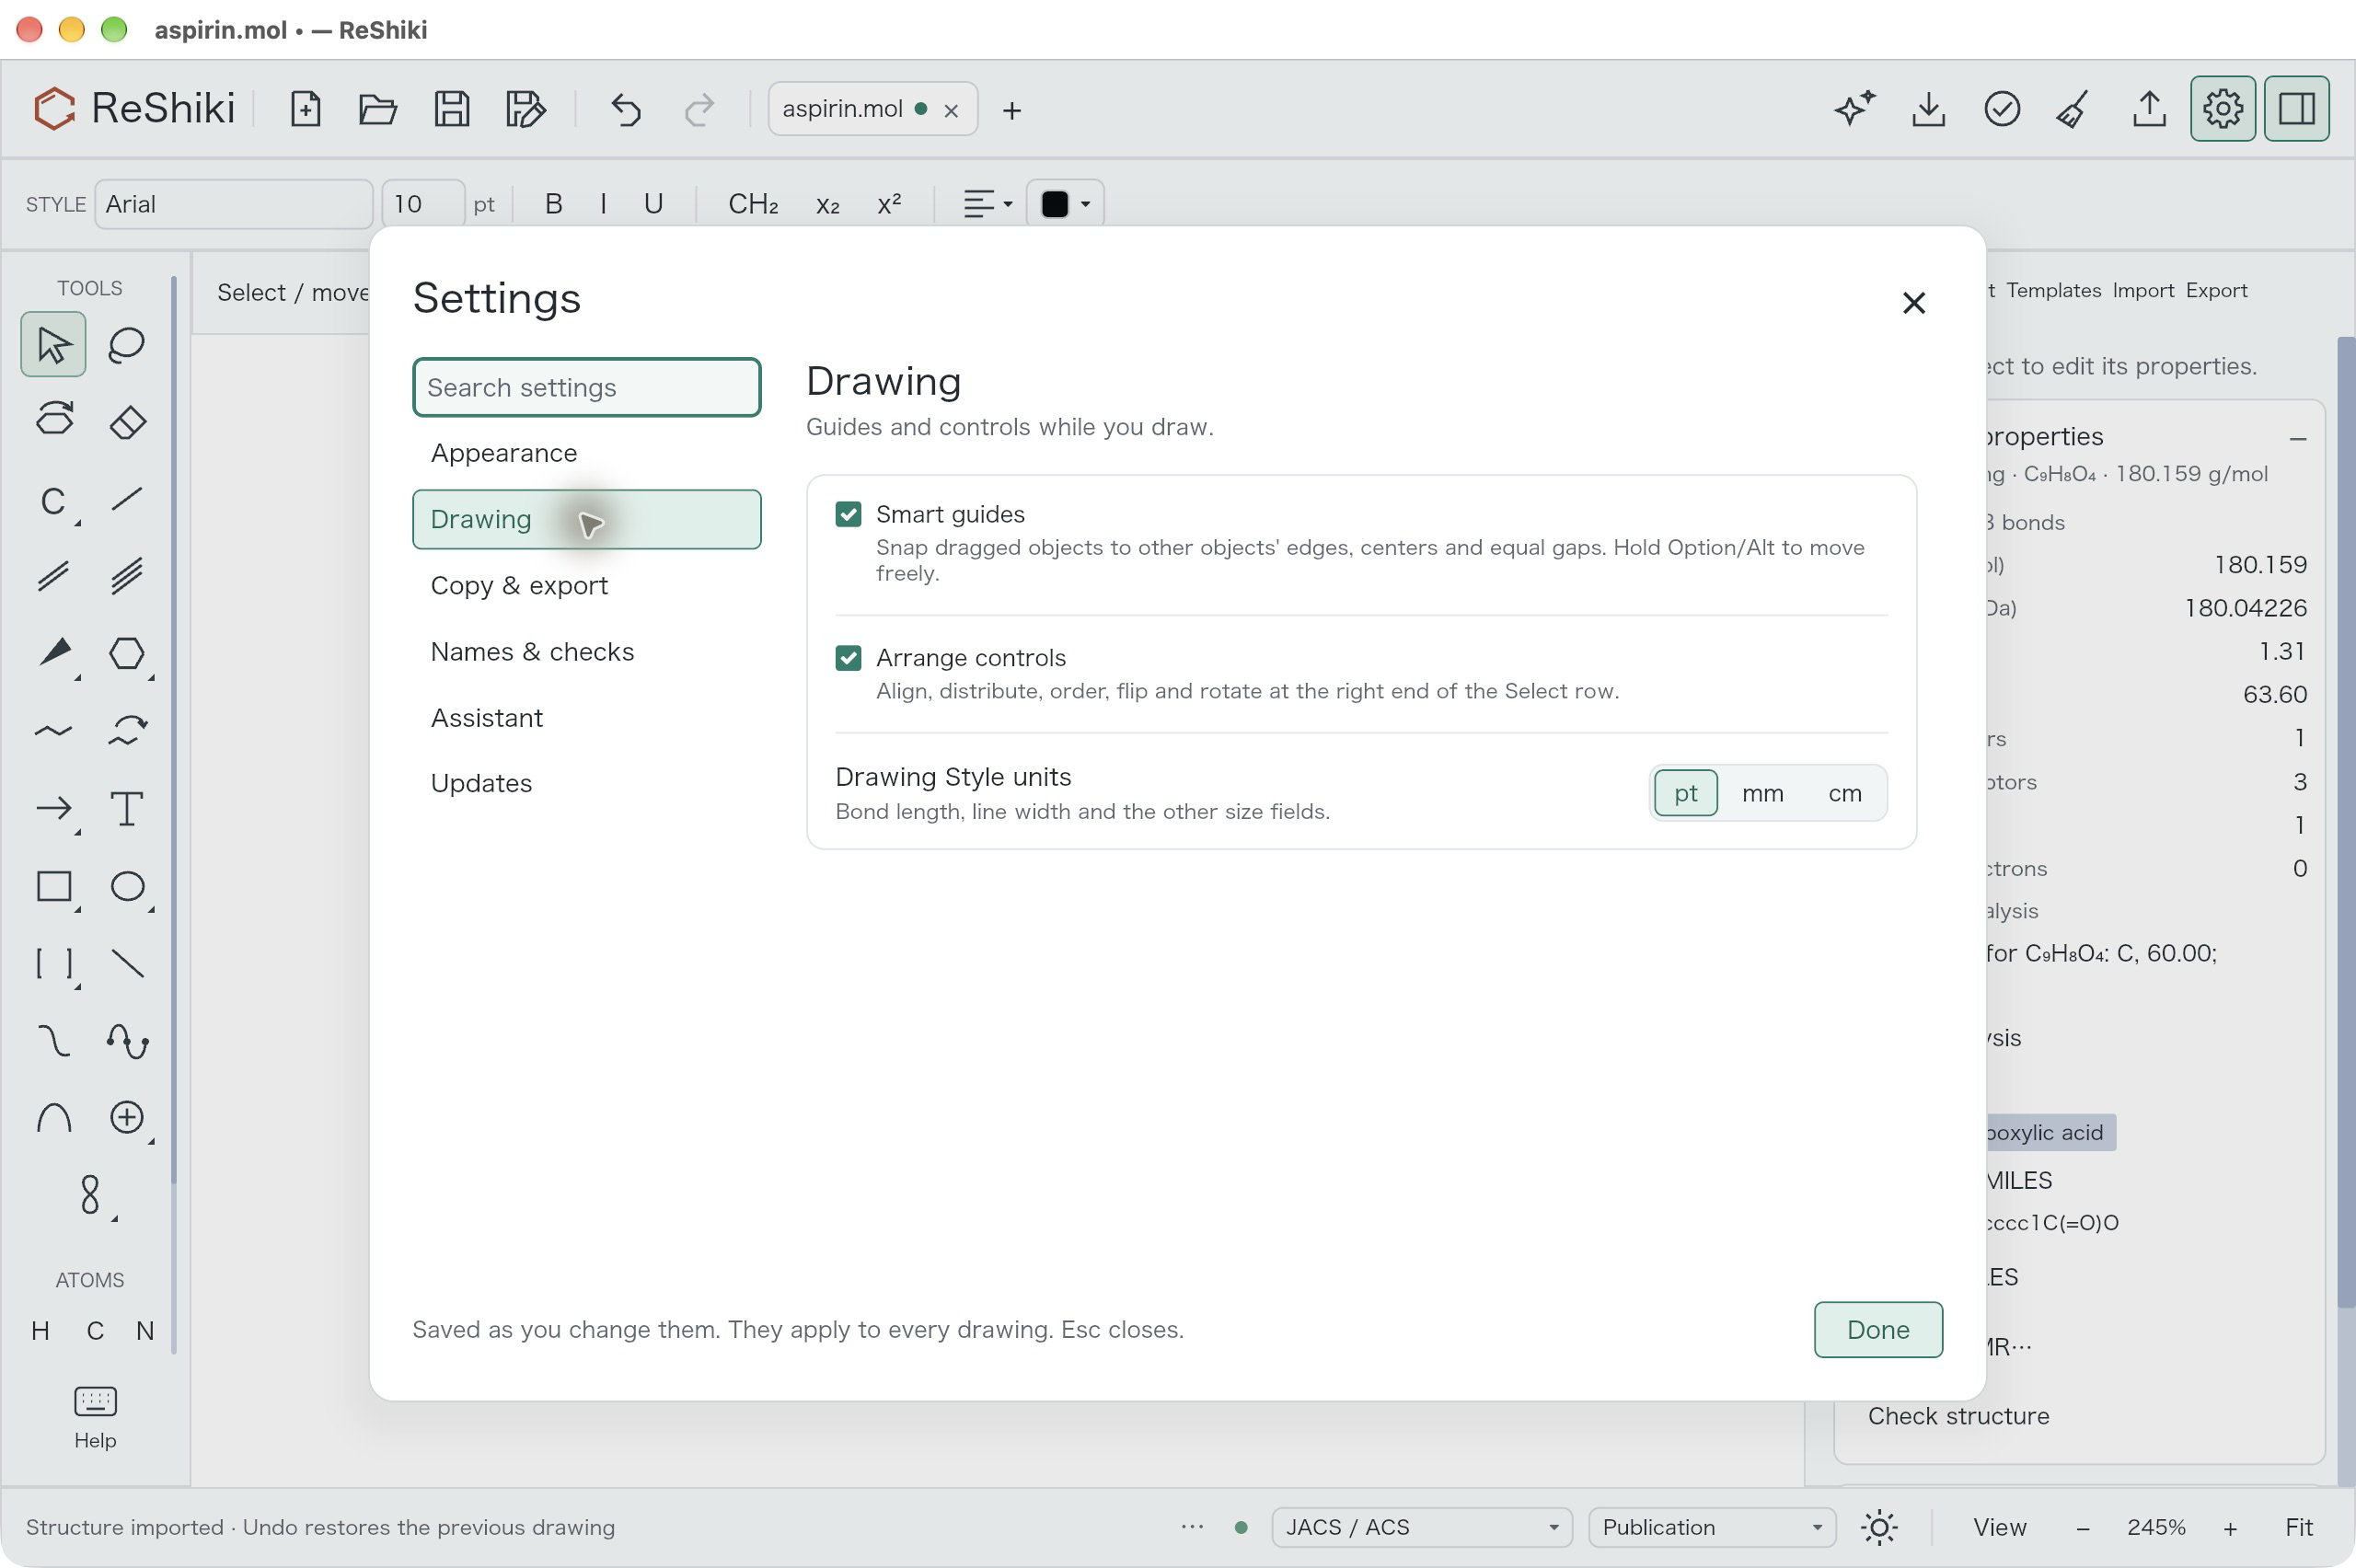 aspirin.mol • — ReShiki
ReShiki
aspirin.mol
STYLE Arial 10 pt B I U CH₂ x₂ x²
TOOLS
Select / move
C
T
ATOMS
H C N
Help
Settings
Search settings
Appearance
Drawing
Copy & export
Names & checks
Assistant
Updates
Drawing
Guides and controls while you draw.
Smart guides
Snap dragged objects to other objects' edges, centers and equal gaps. Hold Option/Alt to move
freely.
Arrange controls
Align, distribute, order, flip and rotate at the right end of the Select row.
Drawing Style units
Bond length, line width and the other size fields.
pt mm cm
Saved as you change them. They apply to every drawing. Esc closes.
Done
Templates Import Export
to edit its properties.
properties
· C₉H₈O₄ · 180.159 g/mol
bonds
180.159
180.04226
1.31
63.60
1
3
1
0
for C₉H₈O₄: C, 60.00;
acid
cccc1C(=O)O
Check structure
Structure imported · Undo restores the previous drawing
··· JACS / ACS Publication View − 245% + Fit